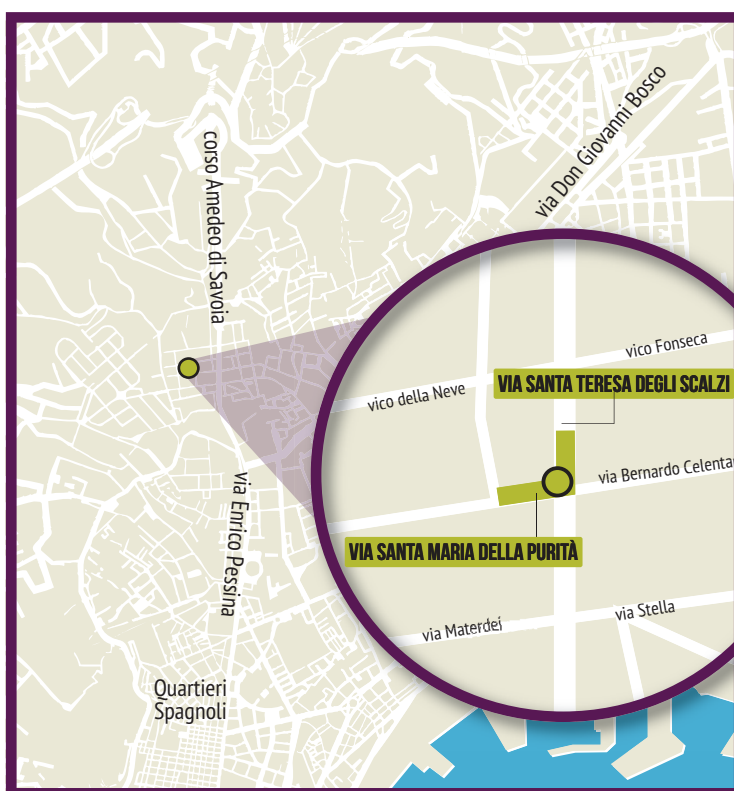 via Don Giovanni Bosco
corso Amedeo di Savoia
vico Fonseca
VIA SANTA TERESA DEGLI SCALZI
vico della Neve
via Bernardo Celenta
via Enrico Pessina
VIA SANTA MARIA DELLA PURITÀ
via Stella
via Materdei
Quartieri
Spagnoli